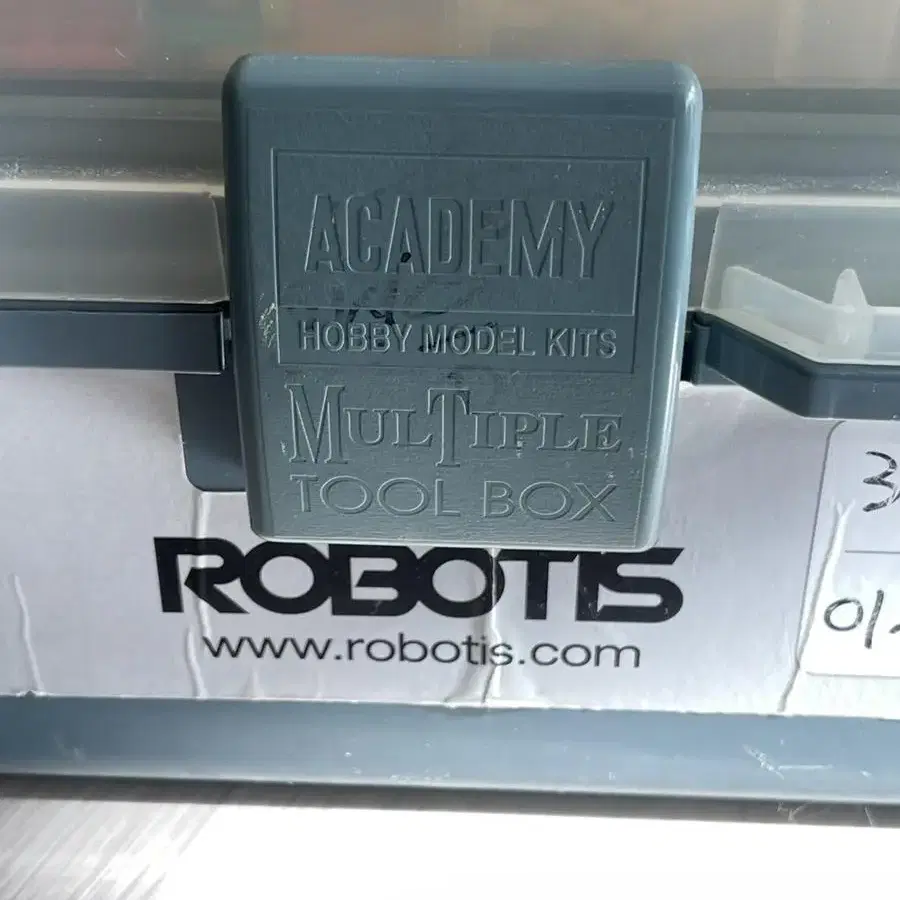 ACADEMY
HOBBY MODEL KITS
MULTIPLE
TOOL BOX
ROBOTIS
www.robotis.com